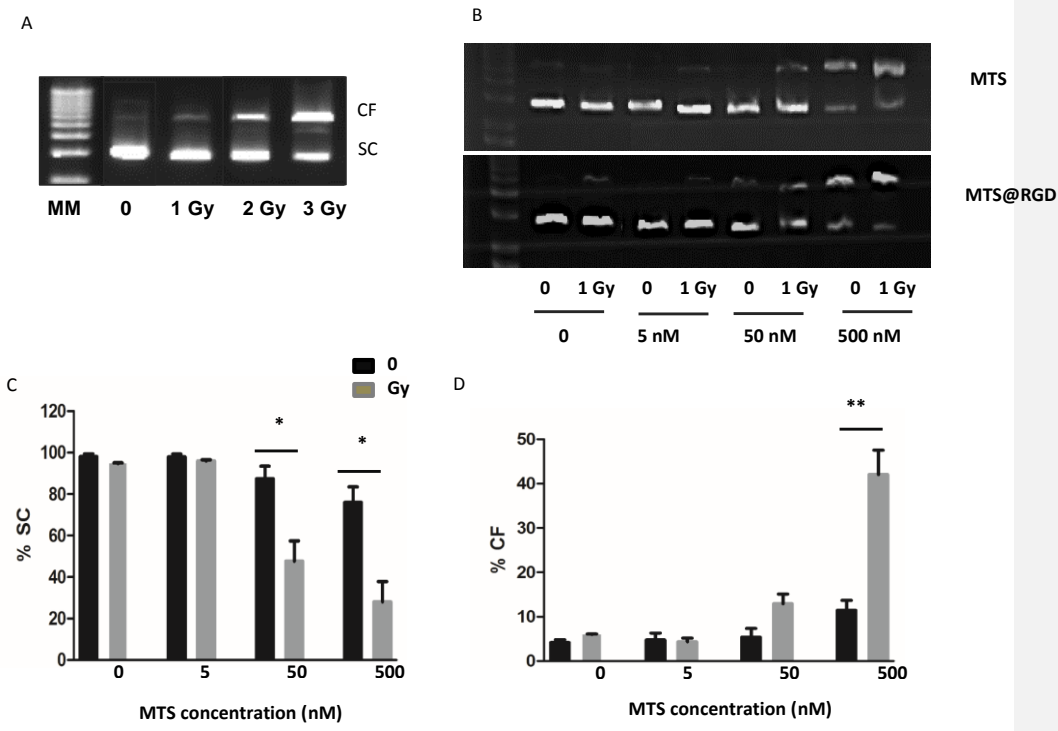 A
CF
SC
MM 0 1 Gy 2 Gy 3 Gy
B
MTS
MTS@RGD
0 1 Gy 0 1 Gy 0 1 Gy 0 1 Gy
0 5 nM 50 nM 500 nM
C
0
Gy
120
100
80
60
40
20
0
% SC
* *
0 5 50 500
MTS concentration (nM)
D
**
50
40
30
20
10
0
% CF
0 5 50 500
MTS concentration (nM)